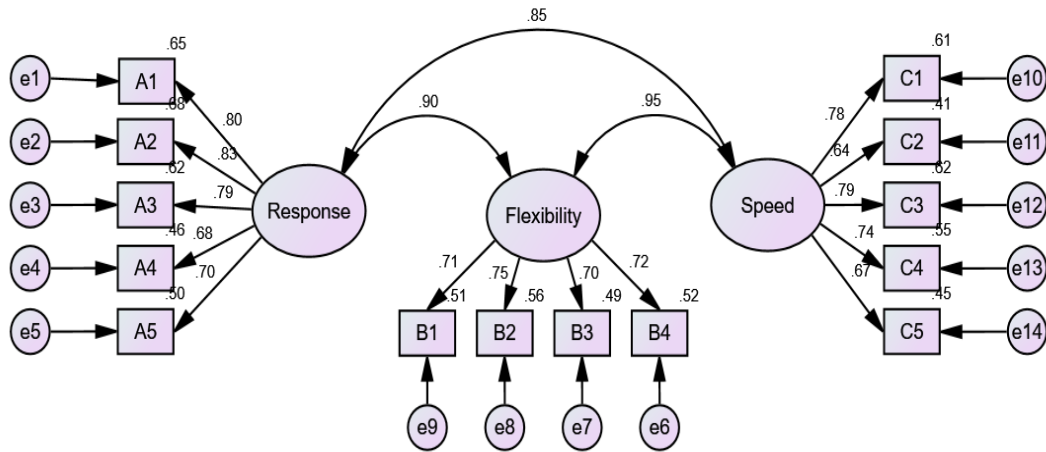 .85
.65
.61
e1
A1
C1
e10
.90
.95
.80
.78
.68
.41
e2
A2
C2
e11
.83
.64
.62
.62
e3
A3
.79
Response
Flexibility
Speed
.79
C3
e12
.46
.68
.74
.55
e4
A4
C4
e13
.70
.71
.75
.70
.72
.67
.50
.51
.56
.49
.52
.45
e5
A5
B1
B2
B3
B4
C5
e14
e9
e8
e7
e6